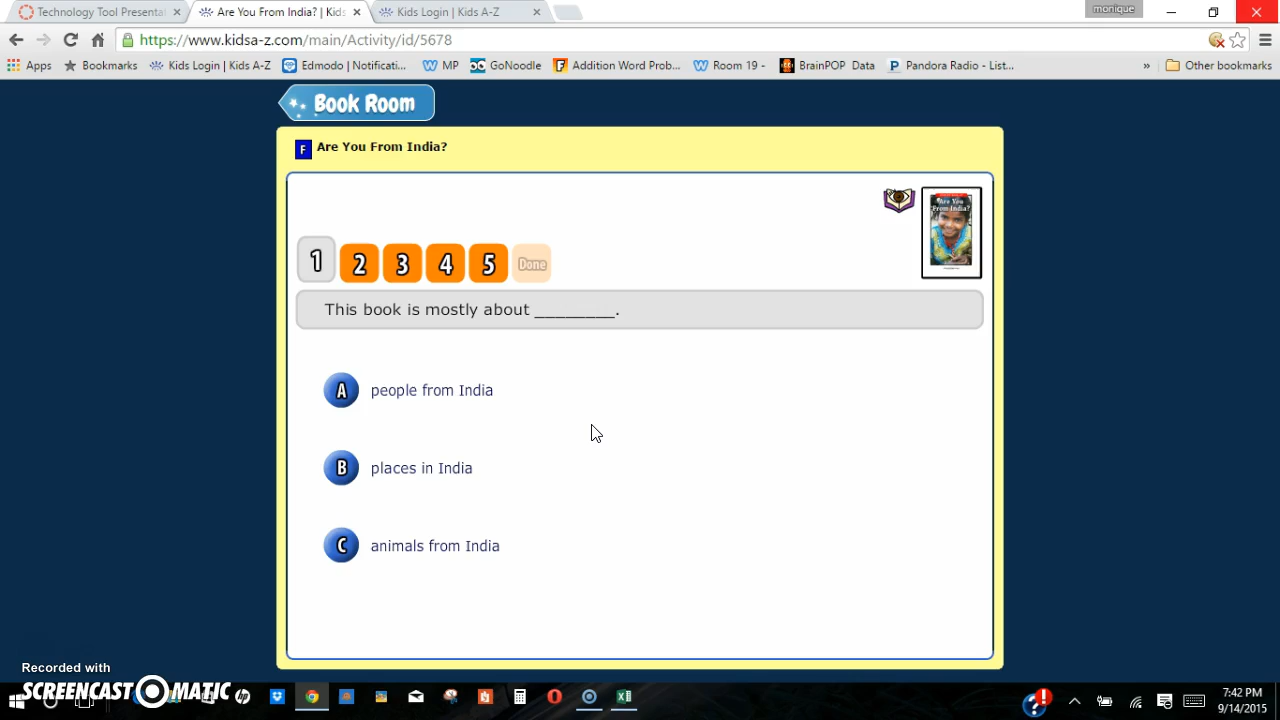 Technology Tool Presenta
Are You From India? | Kids
Kids Login | Kids A-Z
monique
https://www.kidsa-z.com/main/Activity/id/5678
Apps
Bookmarks
Kids Login | Kids A-Z
Edmodo | Notificati...
MP
GoNoodle
Addition Word Prob...
Room 19 -
BrainPOP Data
Pandora Radio - List...
»
Other bookmarks
Book Room
F Are You From India?
Are You
From India?
1 2 3 4 5 Done
This book is mostly about ________.
A people from India
B places in India
C animals from India
Recorded with
SCREENCAST-O-MATIC
7:42 PM
9/14/2015